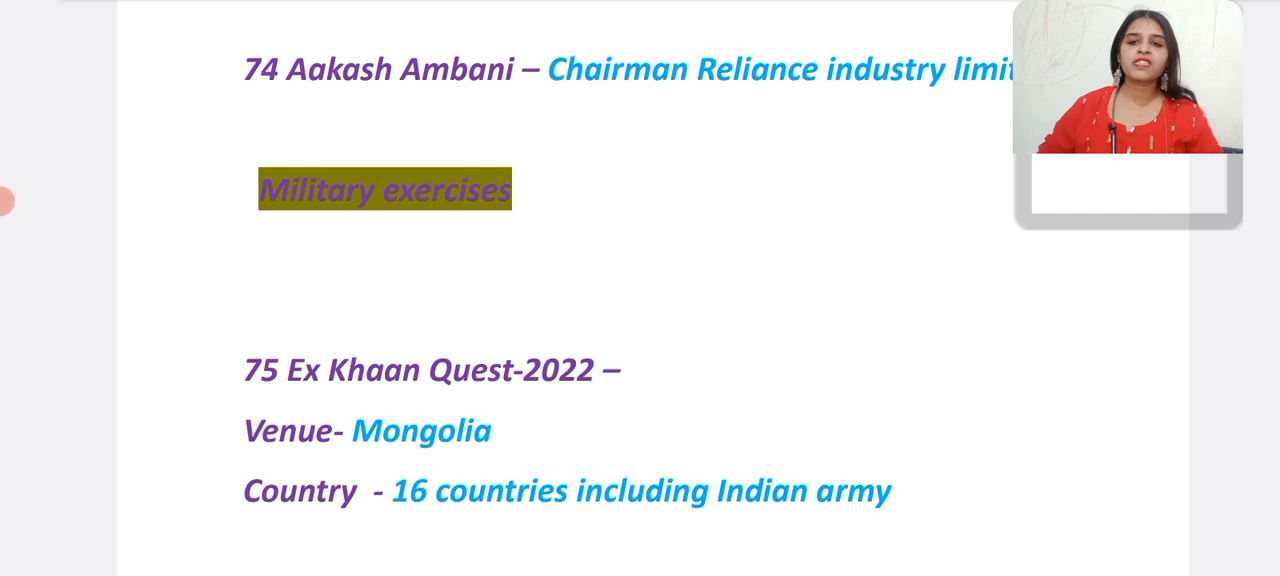 74 Aakash Ambani – Chairman Reliance industry
Military exercises
75 Ex Khaan Quest-2022 –
Venue- Mongolia
Country - 16 countries including Indian army